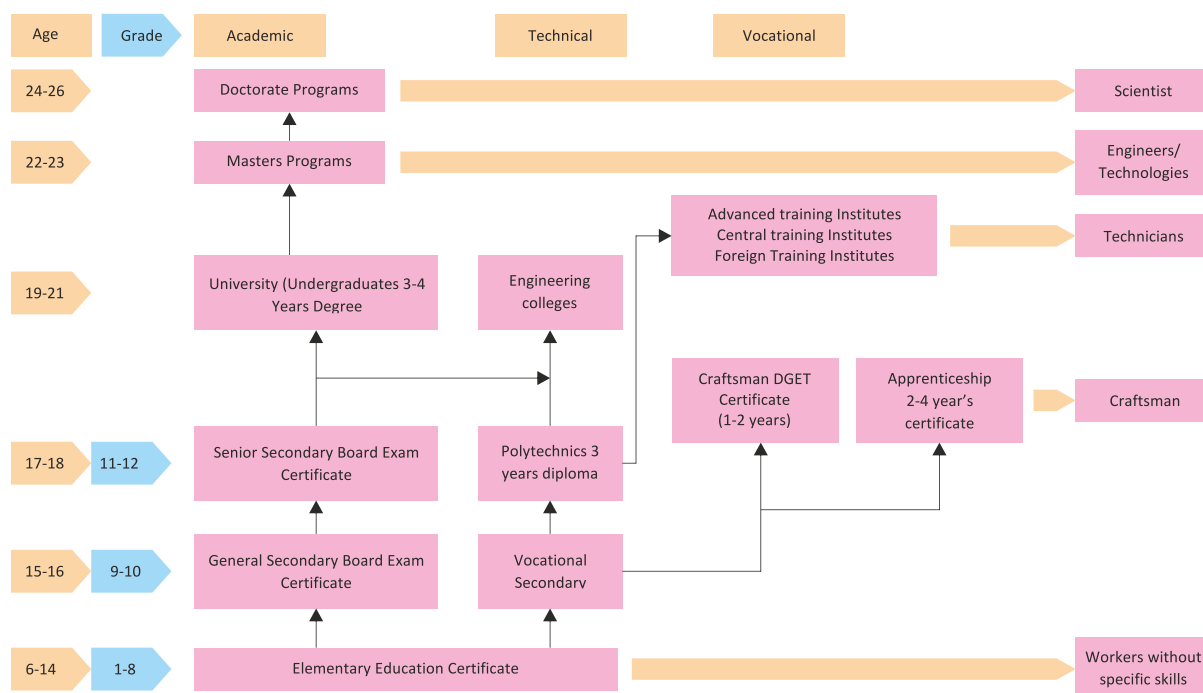 Age
Grade
Academic
Technical
Vocational
24-26
Doctorate Programs
Scientist
22-23
Masters Programs
Engineers/
Technologies
Advanced training Institutes
Central training Institutes
Foreign Training Institutes
Technicians
19-21
University (Undergraduates 3-4
Years Degree
Engineering
colleges
Craftsman DGET
Certificate
(1-2 years)
Apprenticeship
2-4 year's
certificate
Craftsman
17-18
11-12
Senior Secondary Board Exam
Certificate
Polytechnics 3
years diploma
15-16
9-10
General Secondary Board Exam
Certificate
Vocational
Secondary
6-14
1-8
Elementary Education Certificate
Workers without
specific skills